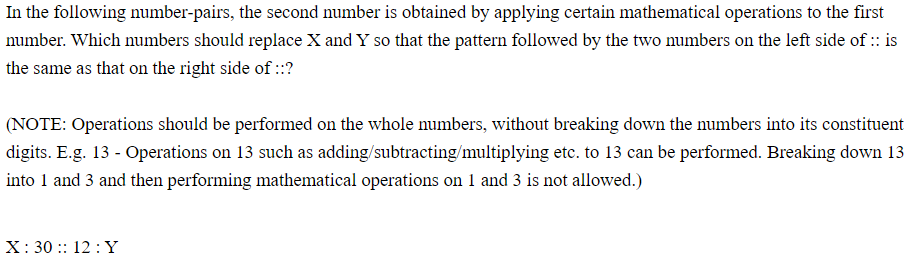 In the following number-pairs, the second number is obtained by applying certain mathematical operations to the first
number. Which numbers should replace X and Y so that the pattern followed by the two numbers on the left side of :: is
the same as that on the right side of ::?
(NOTE: Operations should be performed on the whole numbers, without breaking down the numbers into its constituent
digits. E.g. 13 - Operations on 13 such as adding/subtracting/multiplying etc. to 13 can be performed. Breaking down 13
into 1 and 3 and then performing mathematical operations on 1 and 3 is not allowed.)
X : 30 :: 12 : Y